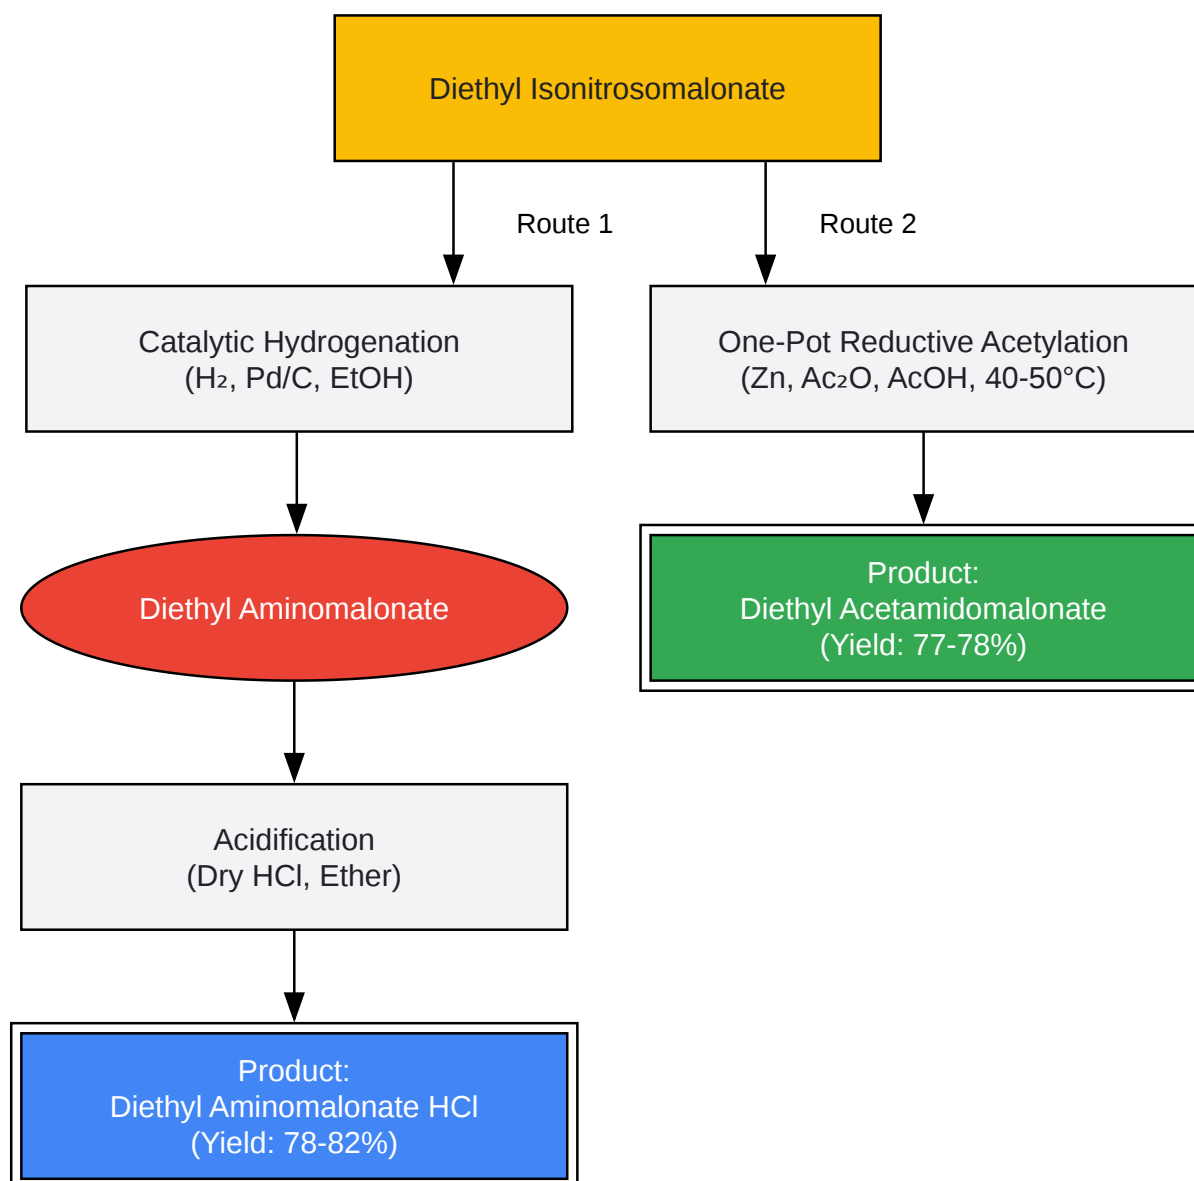 Diethyl Isonitrosomalonate
Route 1
Route 2
Catalytic Hydrogenation
(H₂, Pd/C, EtOH)
One-Pot Reductive Acetylation
(Zn, Ac₂O, AcOH, 40-50°C)
Diethyl Aminomalonate
Product:
Diethyl Acetamidomalonate
(Yield: 77-78%)
Acidification
(Dry HCl, Ether)
Product:
Diethyl Aminomalonate HCl
(Yield: 78-82%)